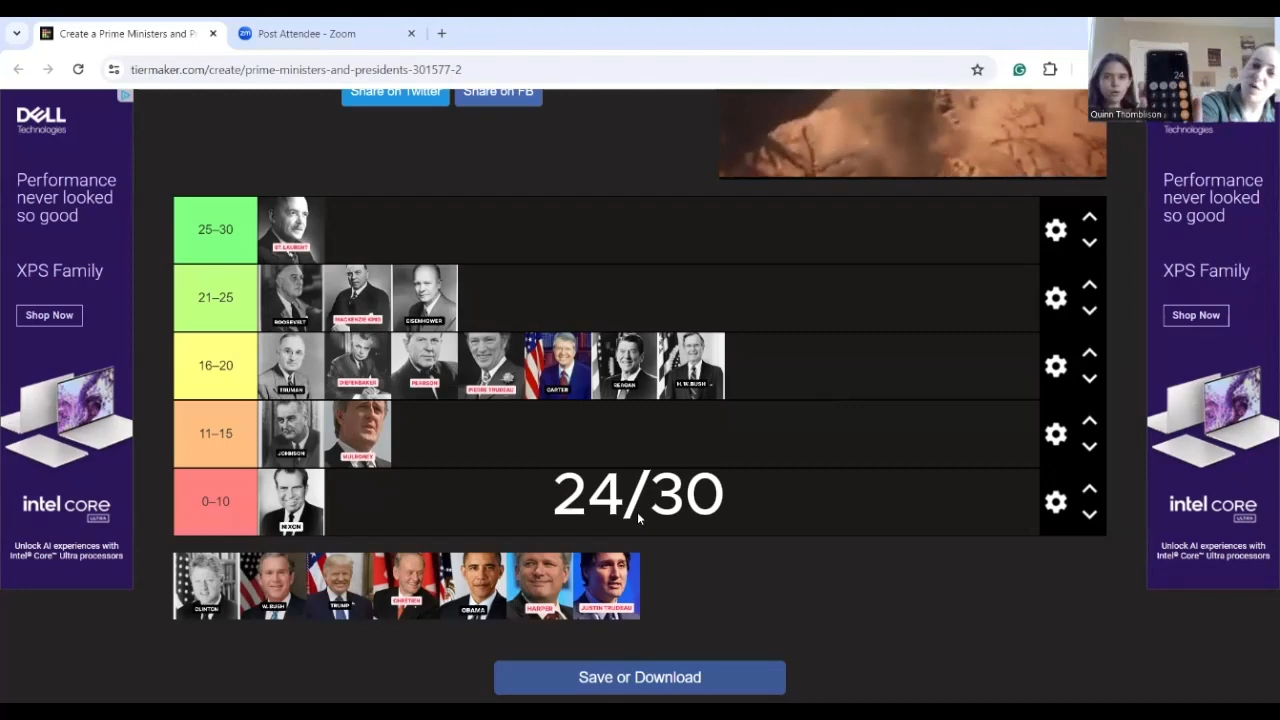 Create a Prime Ministers and P
Post Attendee - Zoom
tiermaker.com/create/prime-ministers-and-presidents-301577-2
24
Quinn Thomblison
Share on Twitter
Share on FB
DELL
Technologies
Performance
never looked
so good
XPS Family
Shop Now
intel CORE
ULTRA
Unlock AI experiences with
Intel® Core™ Ultra processors
25–30
ST. LAURENT
21–25
ROOSEVELT
MACKENZIE KING
EISENHOWER
16–20
TRUMAN
DIEFENBAKER
PEARSON
PIERRE TRUDEAU
CARTER
REAGAN
H.W. BUSH
11–15
JOHNSON
MULRONEY
0–10
NIXON
24/30
CLINTON
W. BUSH
TRUMP
CHRÉTIEN
OBAMA
HARPER
JUSTIN TRUDEAU
Save or Download
Technologies
Performance
never looked
so good
XPS Family
Shop Now
intel CORE
ULTRA
Unlock AI experiences with
Intel® Core™ Ultra processors